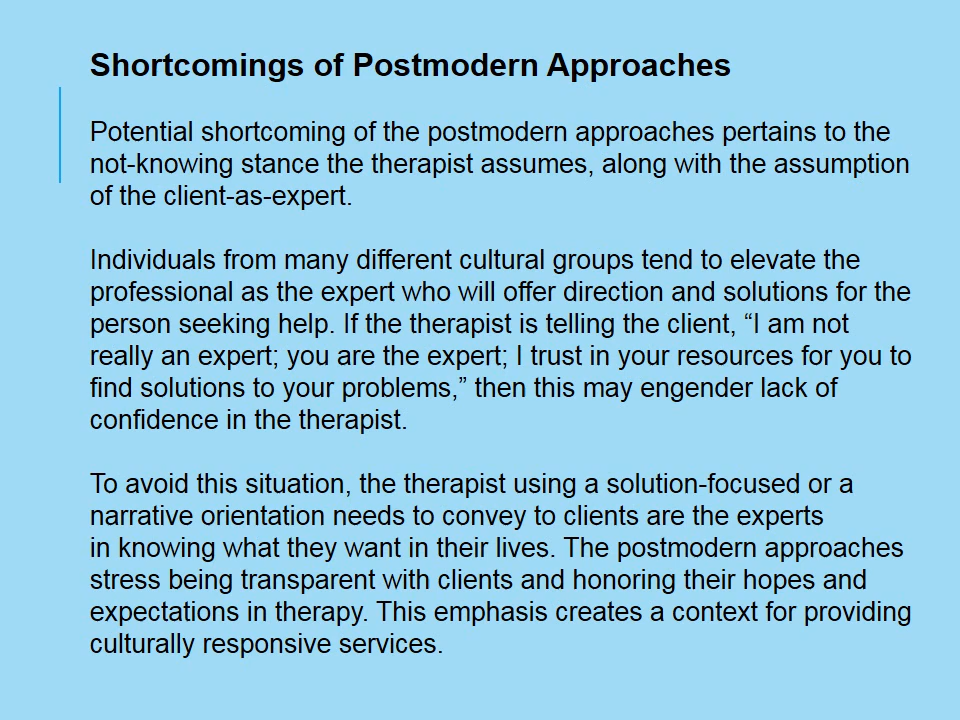 Shortcomings of Postmodern Approaches
Potential shortcoming of the postmodern approaches pertains to the
not-knowing stance the therapist assumes, along with the assumption
of the client-as-expert.
Individuals from many different cultural groups tend to elevate the
professional as the expert who will offer direction and solutions for the
person seeking help. If the therapist is telling the client, “I am not
really an expert; you are the expert; I trust in your resources for you to
find solutions to your problems,” then this may engender lack of
confidence in the therapist.
To avoid this situation, the therapist using a solution-focused or a
narrative orientation needs to convey to clients are the experts
in knowing what they want in their lives. The postmodern approaches
stress being transparent with clients and honoring their hopes and
expectations in therapy. This emphasis creates a context for providing
culturally responsive services.